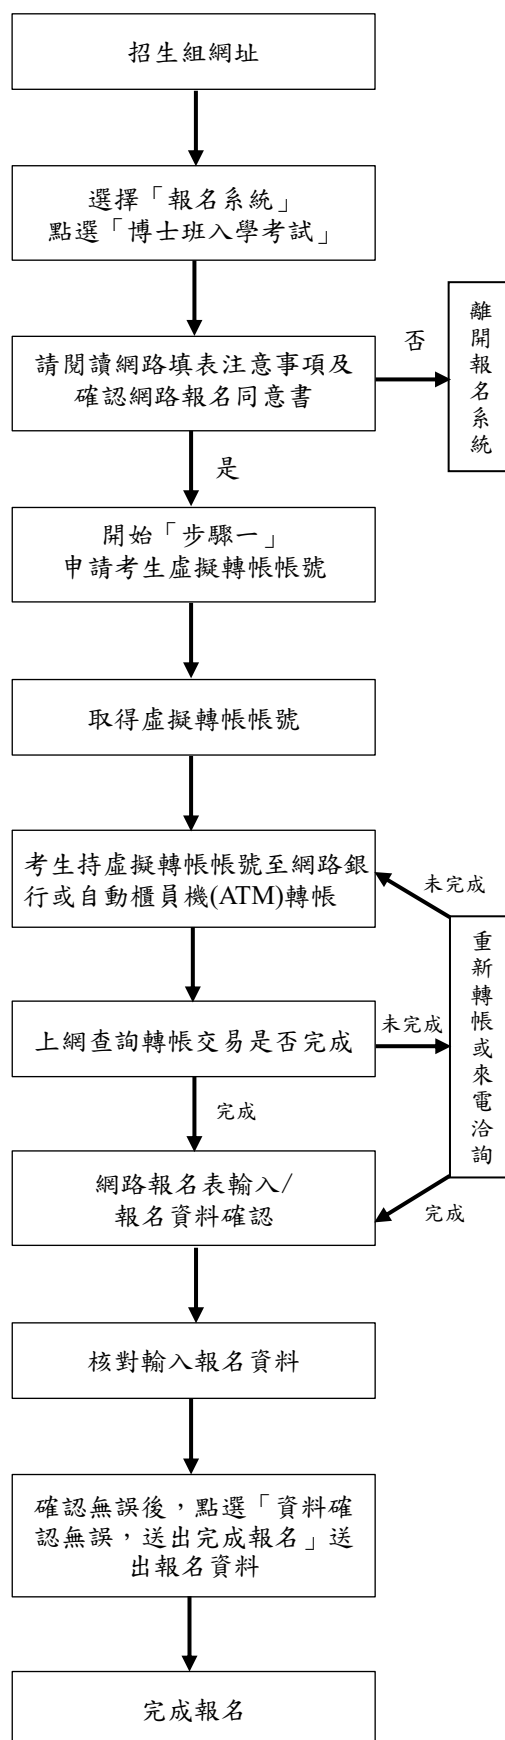 招生組網址
選擇「報名系統」
點選「博士班入學考試」
請閱讀網路填表注意事項及
確認網路報名同意書
否
離開報名系統
是
開始「步驟一」
申請考生虛擬轉帳帳號
取得虛擬轉帳帳號
考生持虛擬轉帳帳號至網路銀
行或自動櫃員機(ATM)轉帳
未完成
重新轉帳或來電洽詢
上網查詢轉帳交易是否完成
未完成
完成
網路報名表輸入/
報名資料確認
完成
核對輸入報名資料
確認無誤後，點選「資料確
認無誤，送出完成報名」送
出報名資料
完成報名